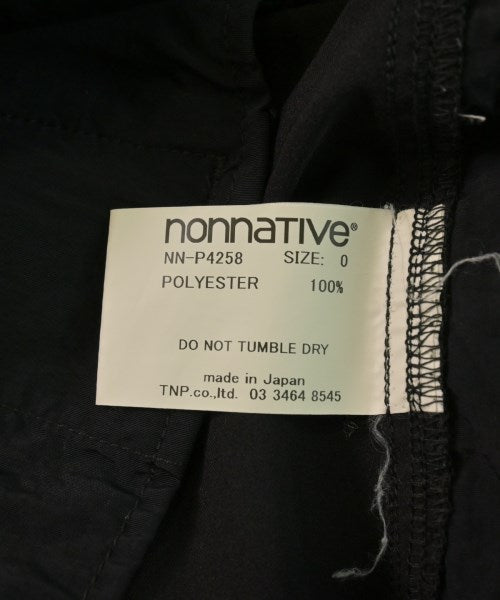 nonnative®
NN-P4258 SIZE: 0
POLYESTER 100%
DO NOT TUMBLE DRY
made in Japan
TNP.co.,ltd. 03 3464 8545